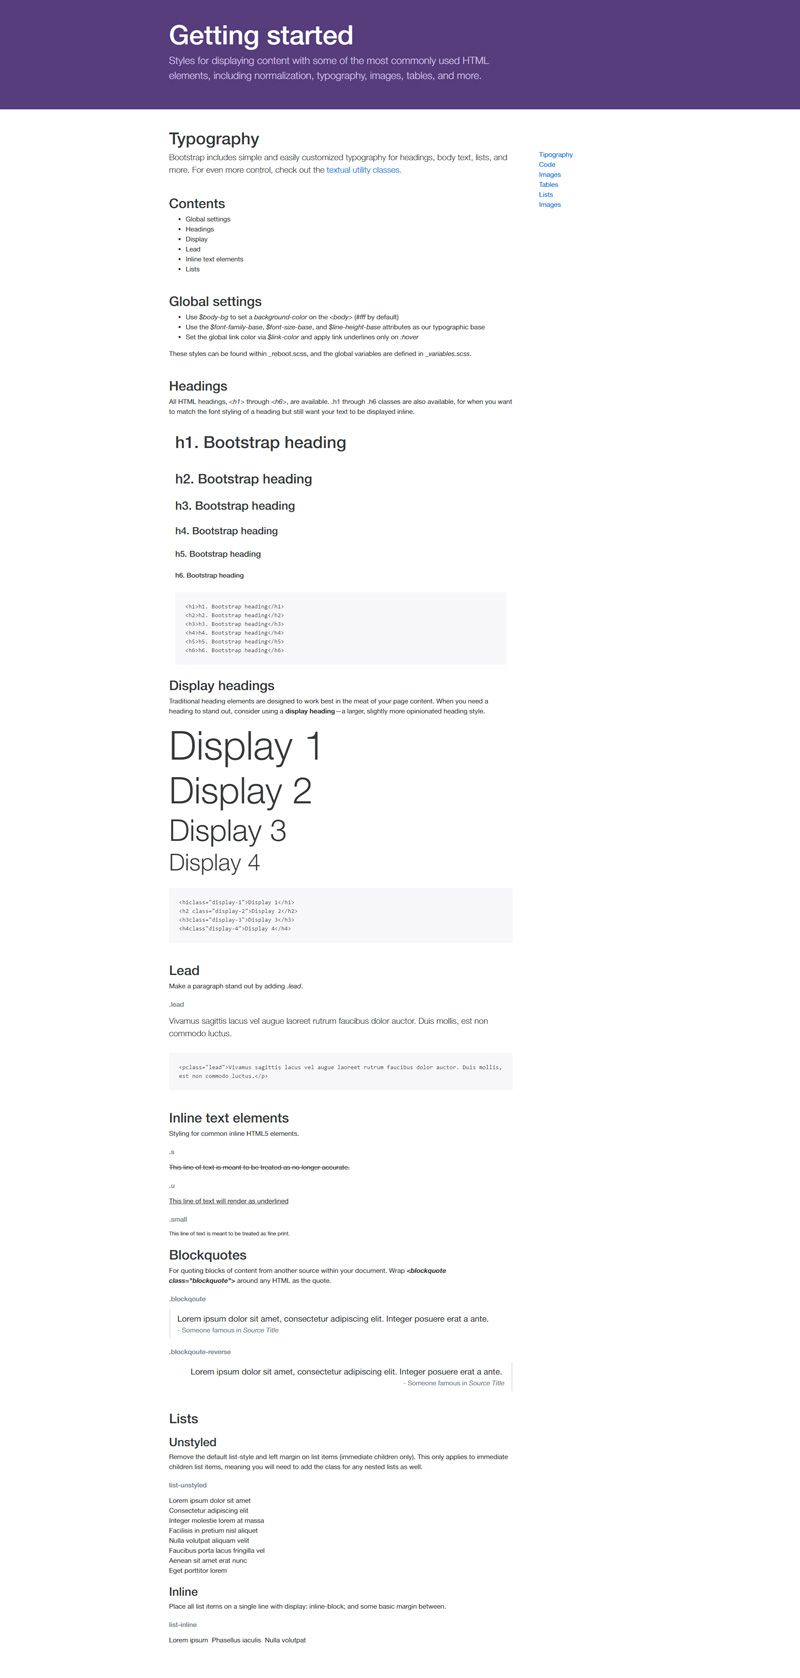 Getting started
Styles for displaying content with some of the most commonly used HTML
elements, including normalization, typography, images, tables, and more.
Typography
Bootstrap includes simple and easily customized typography for headings, body text, lists, and
more. For even more control, check out the textual utility classes.
Tipography
Code
Images
Tables
Lists
Images
Contents
• Global settings
• Headings
• Display
• Lead
• Inline text elements
• Lists
Global settings
• Use $body-bg to set a background-color on the <body> (#fff by default)
• Use the $font-family-base, $font-size-base, and $line-height-base attributes as our typographic base
• Set the global link color via $link-color and apply link underlines only on :hover
These styles can be found within _reboot.scss, and the global variables are defined in _variables.scss.
Headings
All HTML headings, <h1> through <h6>, are available. .h1 through .h6 classes are also available, for when you want
to match the font styling of a heading but still want your text to be displayed inline.
h1. Bootstrap heading
h2. Bootstrap heading
h3. Bootstrap heading
h4. Bootstrap heading
h5. Bootstrap heading
h6. Bootstrap heading
<h1>h1. Bootstrap heading</h1>
<h2>h2. Bootstrap heading</h2>
<h3>h3. Bootstrap heading</h3>
<h4>h4. Bootstrap heading</h4>
<h5>h5. Bootstrap heading</h5>
<h6>h6. Bootstrap heading</h6>
Display headings
Traditional heading elements are designed to work best in the meat of your page content. When you need a
heading to stand out, consider using a display heading—a larger, slightly more opinionated heading style.
Display 1
Display 2
Display 3
Display 4
<h1class="display-1">Display 1</h1>
<h2 class="display-2">Display 2</h2>
<h3class="display-3">Display 3</h3>
<h4class"display-4">Display 4</h4>
Lead
Make a paragraph stand out by adding .lead.
.lead
Vivamus sagittis lacus vel augue laoreet rutrum faucibus dolor auctor. Duis mollis, est non
commodo luctus.
<pclass="lead">Vivamus sagittis lacus vel augue laoreet rutrum faucibus dolor auctor. Duis mollis,
est non commodo luctus.</p>
Inline text elements
Styling for common inline HTML5 elements.
.s
This line of text is meant to be treated as no longer accurate.
.u
This line of text will render as underlined
.small
This line of text is meant to be treated as fine print.
Blockquotes
For quoting blocks of content from another source within your document. Wrap <blockquote
class="blockquote"> around any HTML as the quote.
.blockqoute
Lorem ipsum dolor sit amet, consectetur adipiscing elit. Integer posuere erat a ante.
- Someone famous in Source Title
.blockqoute-reverse
Lorem ipsum dolor sit amet, consectetur adipiscing elit. Integer posuere erat a ante.
- Someone famous in Source Title
Lists
Unstyled
Remove the default list-style and left margin on list items (immediate children only). This only applies to immediate
children list items, meaning you will need to add the class for any nested lists as well.
list-unstyled
Lorem ipsum dolor sit amet
Consectetur adipiscing elit
Integer molestie lorem at massa
Facilisis in pretium nisl aliquet
Nulla volutpat aliquam velit
Faucibus porta lacus fringilla vel
Aenean sit amet erat nunc
Eget porttitor lorem
Inline
Place all list items on a single line with display: inline-block; and some basic margin between.
list-inline
Lorem ipsum Phasellus iaculis Nulla volutpat